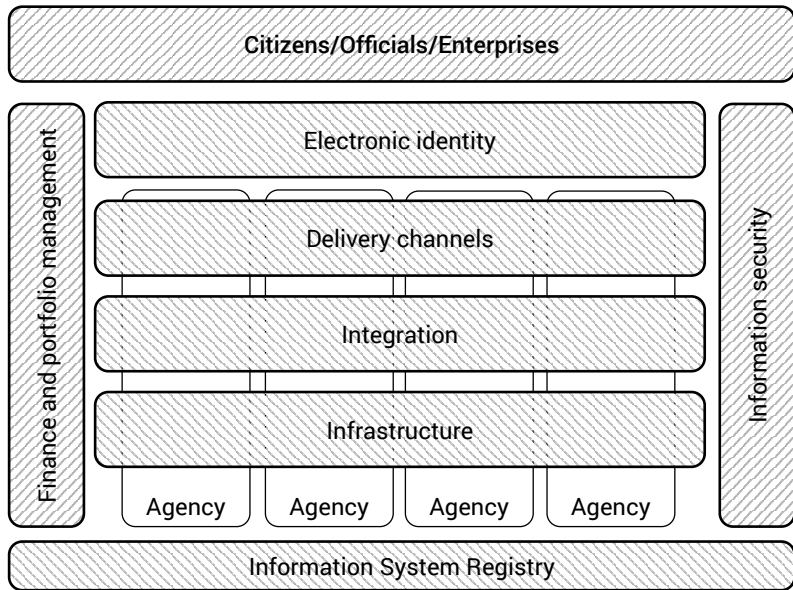 Citizens/Officials/Enterprises
Finance and portfolio management
Electronic identity
Delivery channels
Integration
Infrastructure
Agency
Agency
Agency
Agency
Information security
Information System Registry